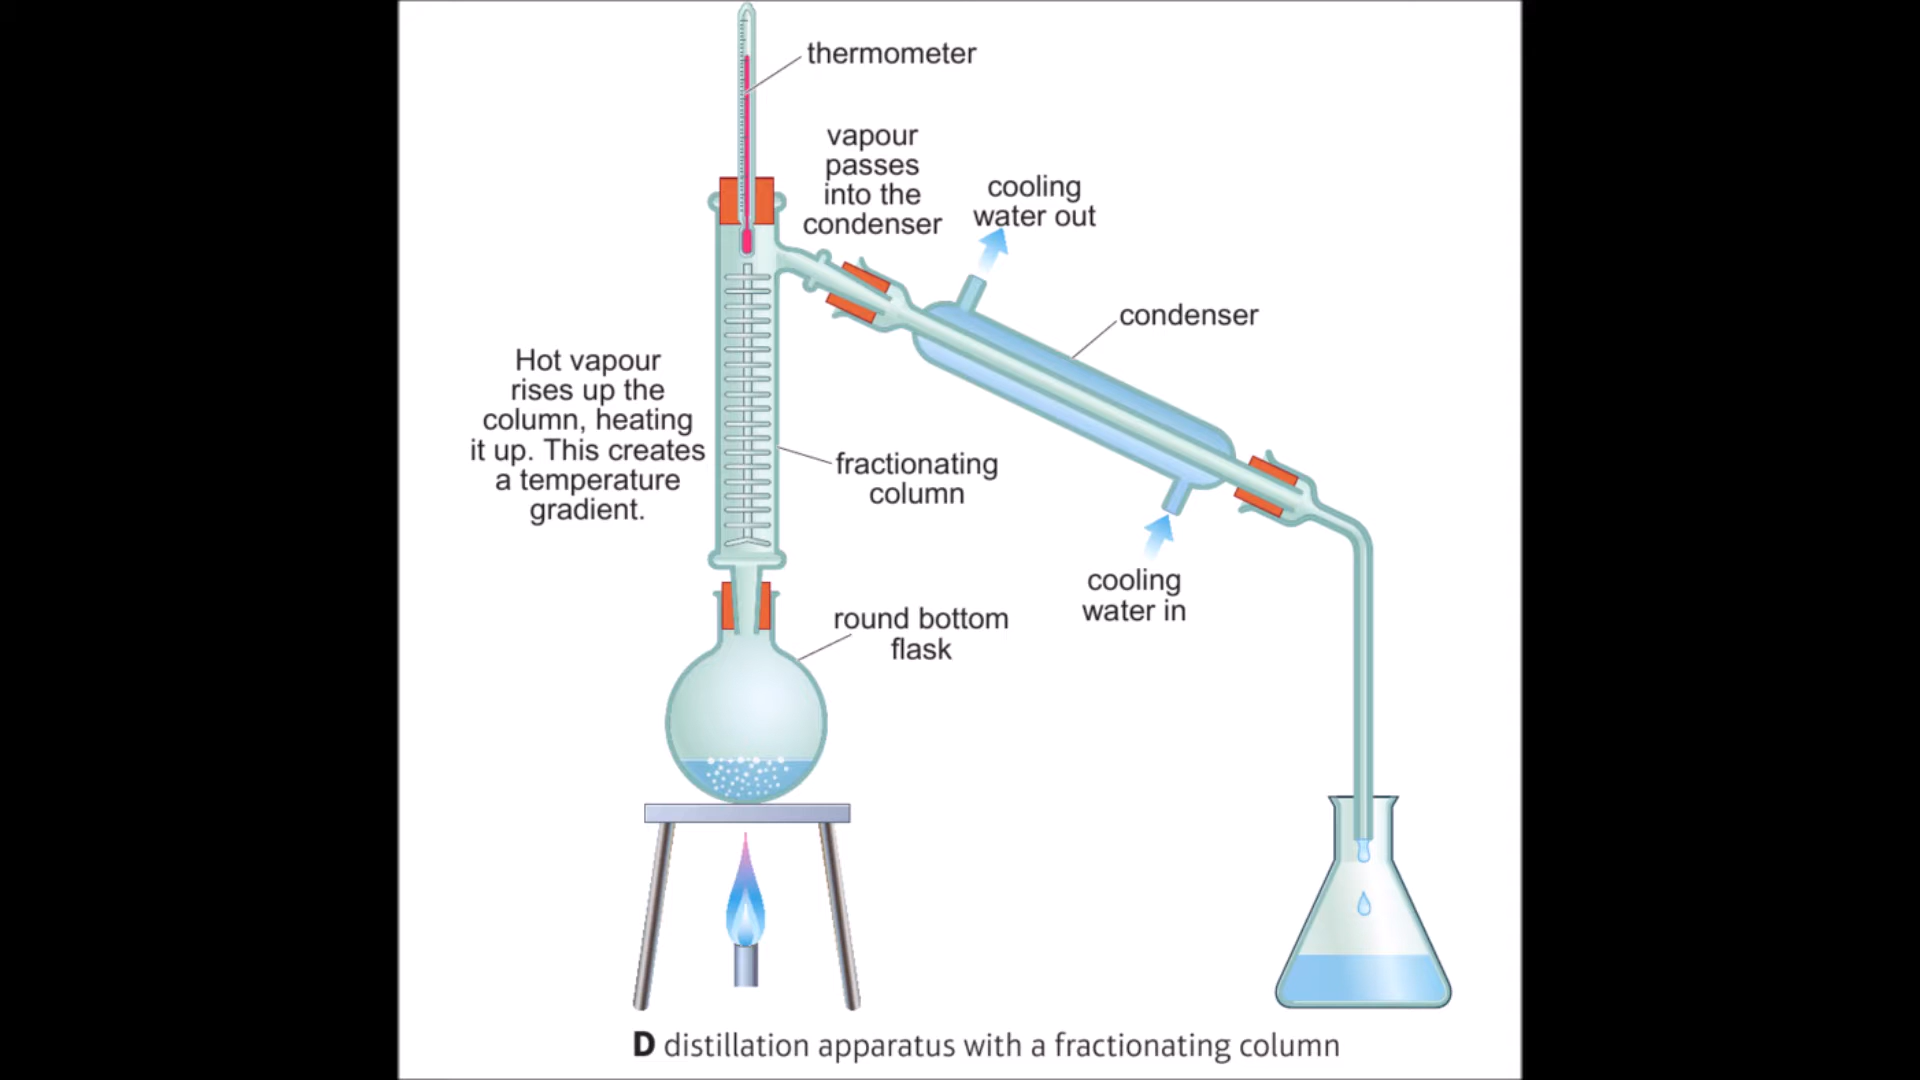 thermometer
vapour
passes
into the
condenser
cooling
water out
condenser
Hot vapour
rises up the
column, heating
it up. This creates
a temperature
gradient.
fractionating
column
cooling
water in
round bottom
flask
D distillation apparatus with a fractionating column